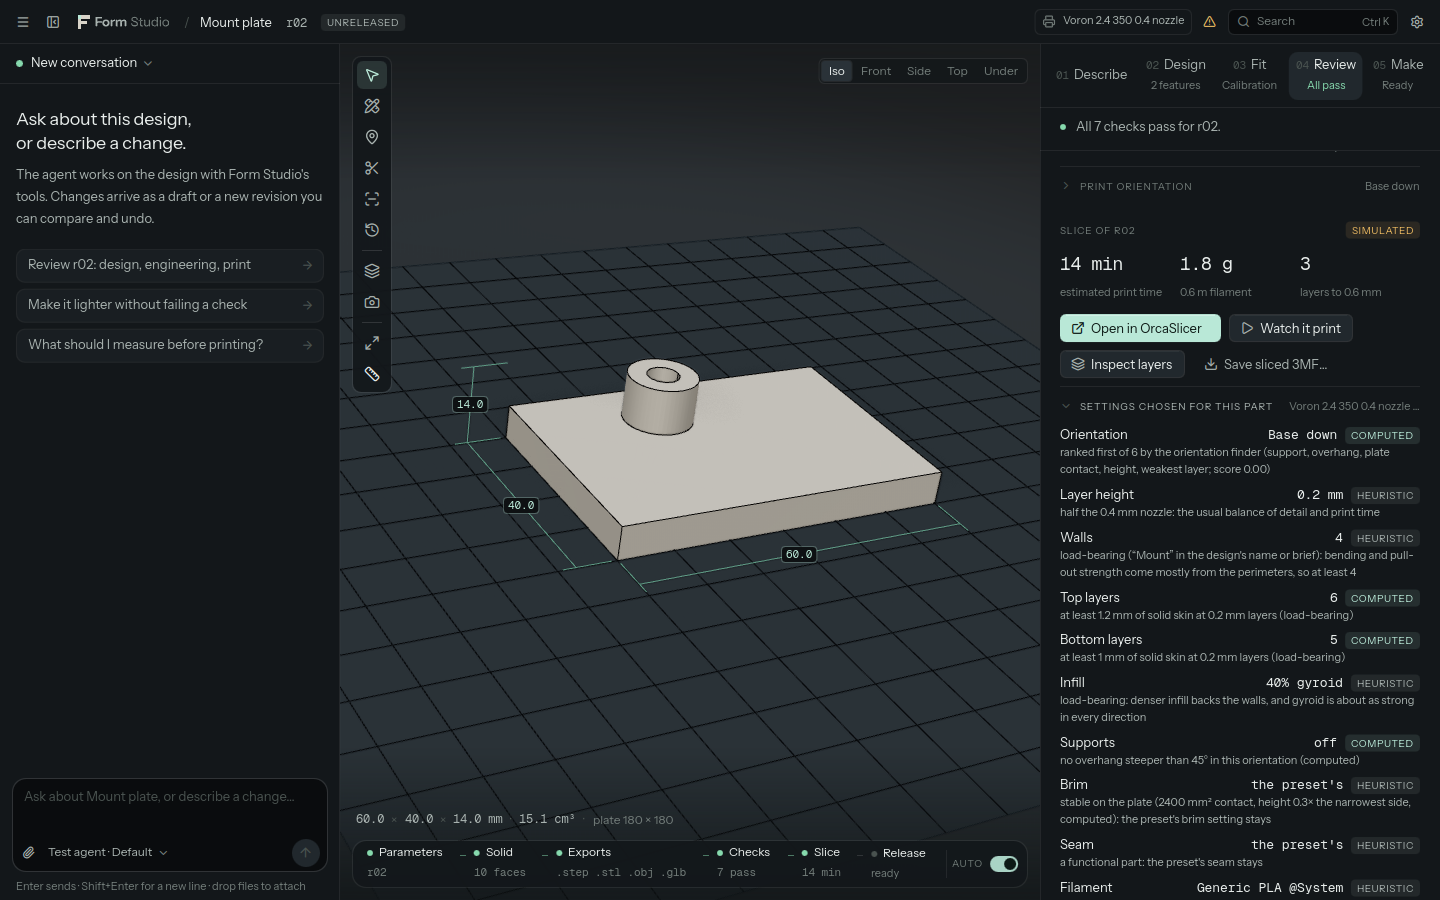 Form Studio / Mount plate r02 UNRELEASED
Voron 2.4 350 0.4 nozzle
Search Ctrl K
New conversation
Ask about this design,
or describe a change.
The agent works on the design with Form Studio's
tools. Changes arrive as a draft or a new revision you
can compare and undo.
Review r02: design, engineering, print
Make it lighter without failing a check
What should I measure before printing?
Ask about Mount plate, or describe a change...
Test agent · Default
Enter sends · Shift+Enter for a new line · drop files to attach
Iso Front Side Top Under
14.0
40.0
60.0
60.0 × 40.0 × 14.0 mm · 15.1 cm³ · plate 180 × 180
Parameters Solid Exports Checks Slice Release
r02 10 faces .step .stl .obj .glb 7 pass 14 min ready
AUTO
01 Describe 02 Design 03 Fit 04 Review 05 Make
2 features Calibration All pass Ready
All 7 checks pass for r02.
PRINT ORIENTATION Base down
SLICE OF R02 SIMULATED
14 min 1.8 g 3
estimated print time 0.6 m filament layers to 0.6 mm
Open in OrcaSlicer Watch it print
Inspect layers Save sliced 3MF...
SETTINGS CHOSEN FOR THIS PART Voron 2.4 350 0.4 nozzle ...
Orientation Base down COMPUTED
ranked first of 6 by the orientation finder (support, overhang, plate
contact, height, weakest layer; score 0.00)
Layer height 0.2 mm HEURISTIC
half the 0.4 mm nozzle: the usual balance of detail and print time
Walls 4 HEURISTIC
load-bearing (“Mount” in the design's name or brief): bending and pull-
out strength come mostly from the perimeters, so at least 4
Top layers 6 COMPUTED
at least 1.2 mm of solid skin at 0.2 mm layers (load-bearing)
Bottom layers 5 COMPUTED
at least 1 mm of solid skin at 0.2 mm layers (load-bearing)
Infill 40% gyroid HEURISTIC
load-bearing: denser infill backs the walls, and gyroid is about as strong
in every direction
Supports off COMPUTED
no overhang steeper than 45° in this orientation (computed)
Brim the preset's HEURISTIC
stable on the plate (2400 mm² contact, height 0.3× the narrowest side,
computed): the preset's brim setting stays
Seam the preset's HEURISTIC
a functional part: the preset's seam stays
Filament Generic PLA @System HEURISTIC